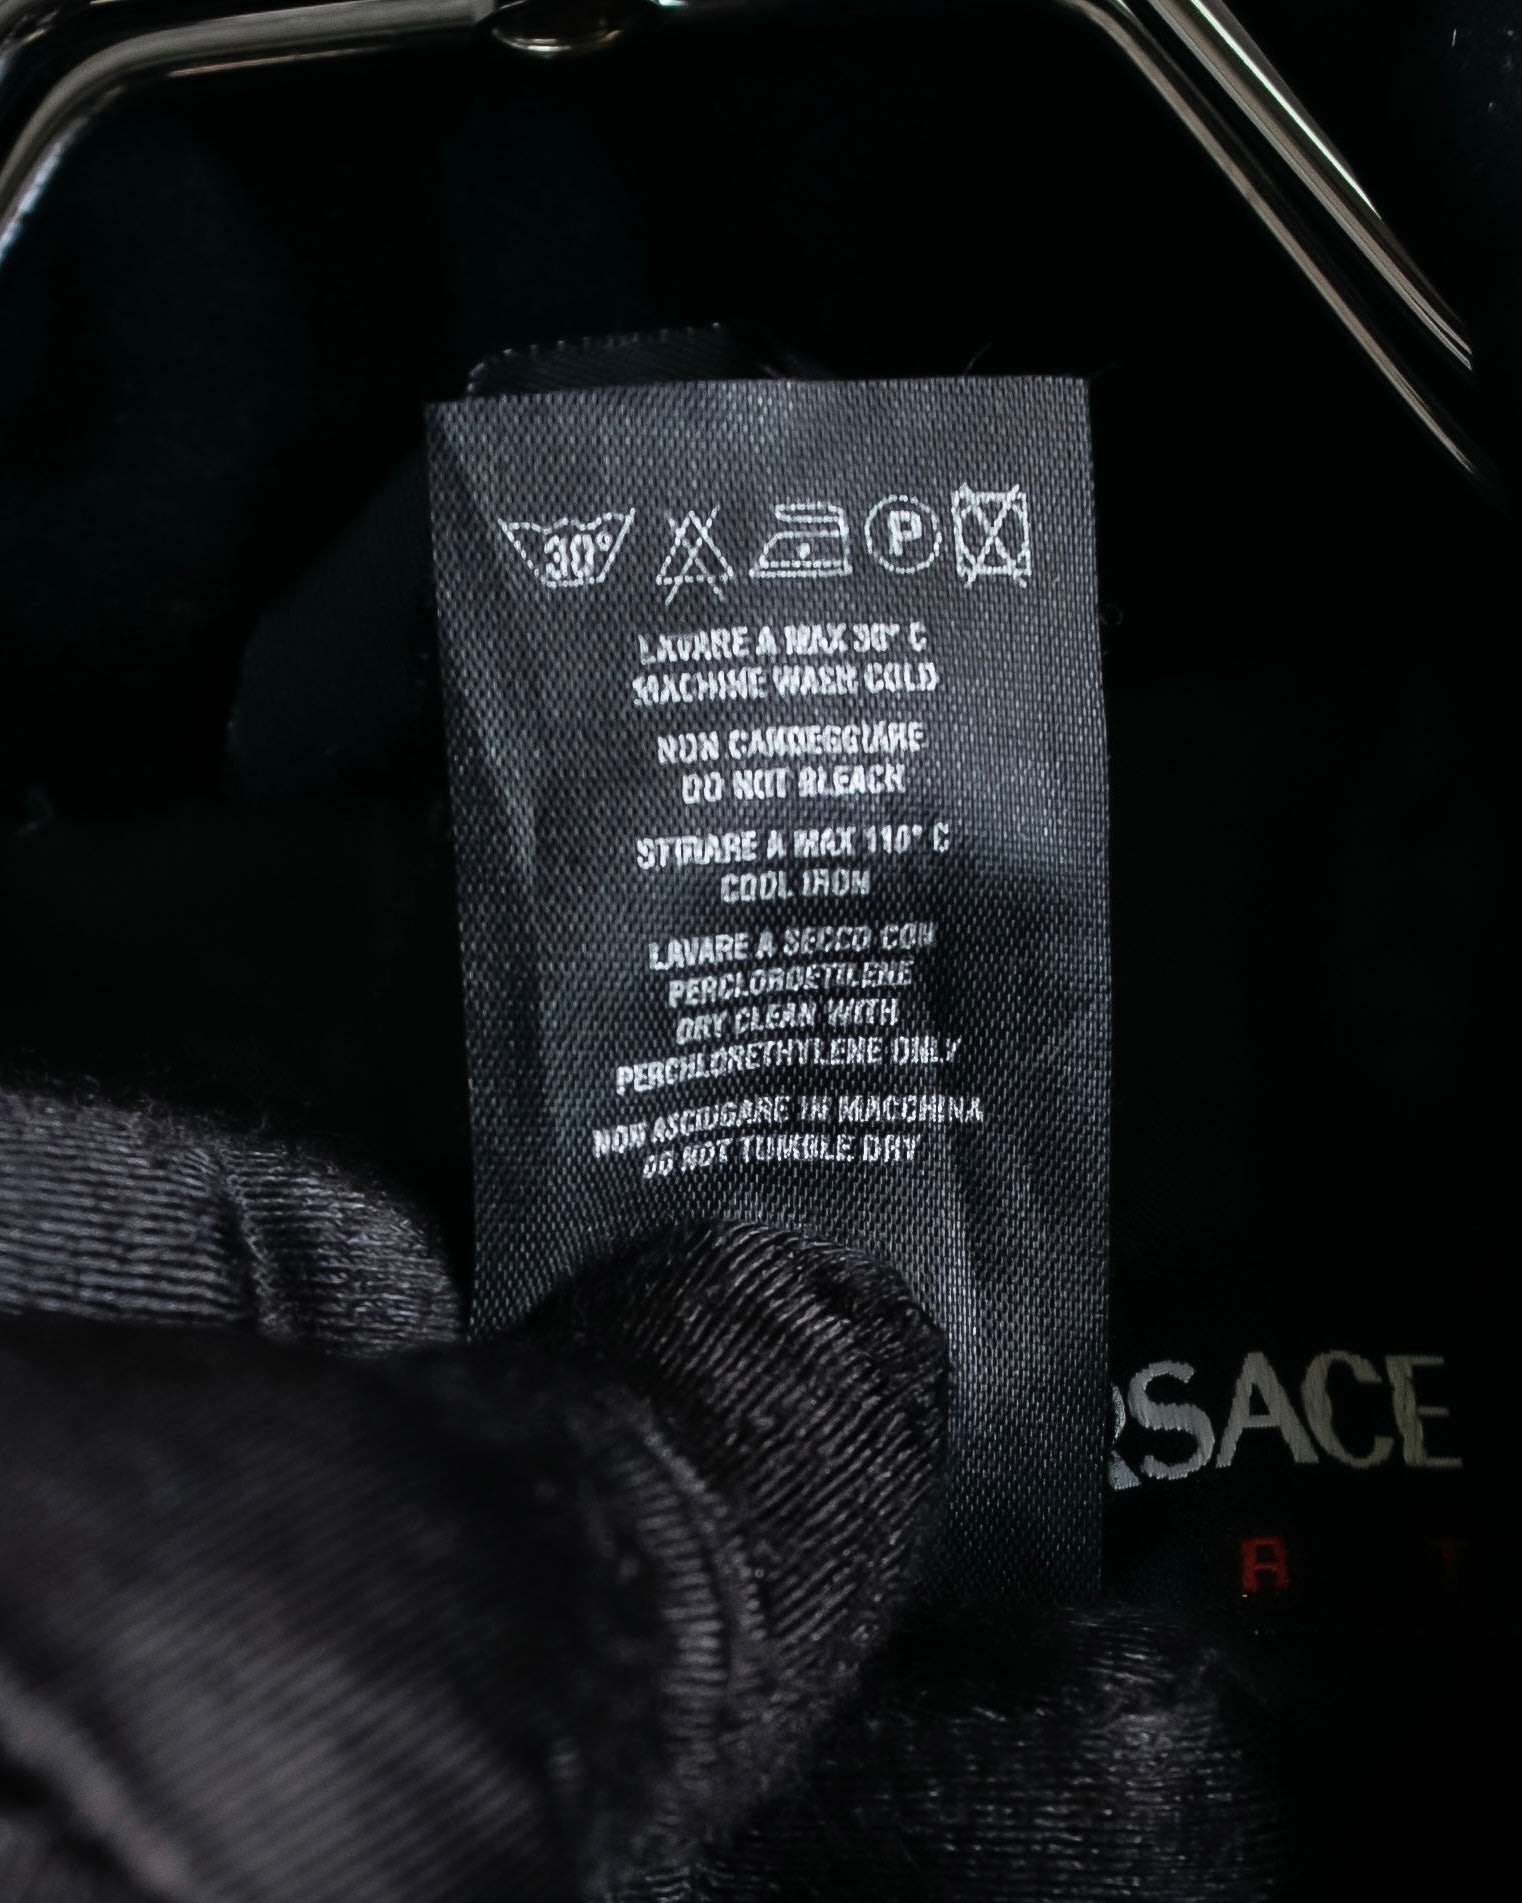 30°
P
LAVARE A MAX 30° C
MACHINE WASH COLD
NON CANDEGGIARE
DO NOT BLEACH
STIRARE A MAX 110° C
COOL IRON
LAVARE A SECCO CON
PERCLOROETILENE
DRY CLEAN WITH
PERCHLORETHYLENE ONLY
NON ASCIUGARE IN MACCHINA
DO NOT TUMBLE DRY
RSACE
A T